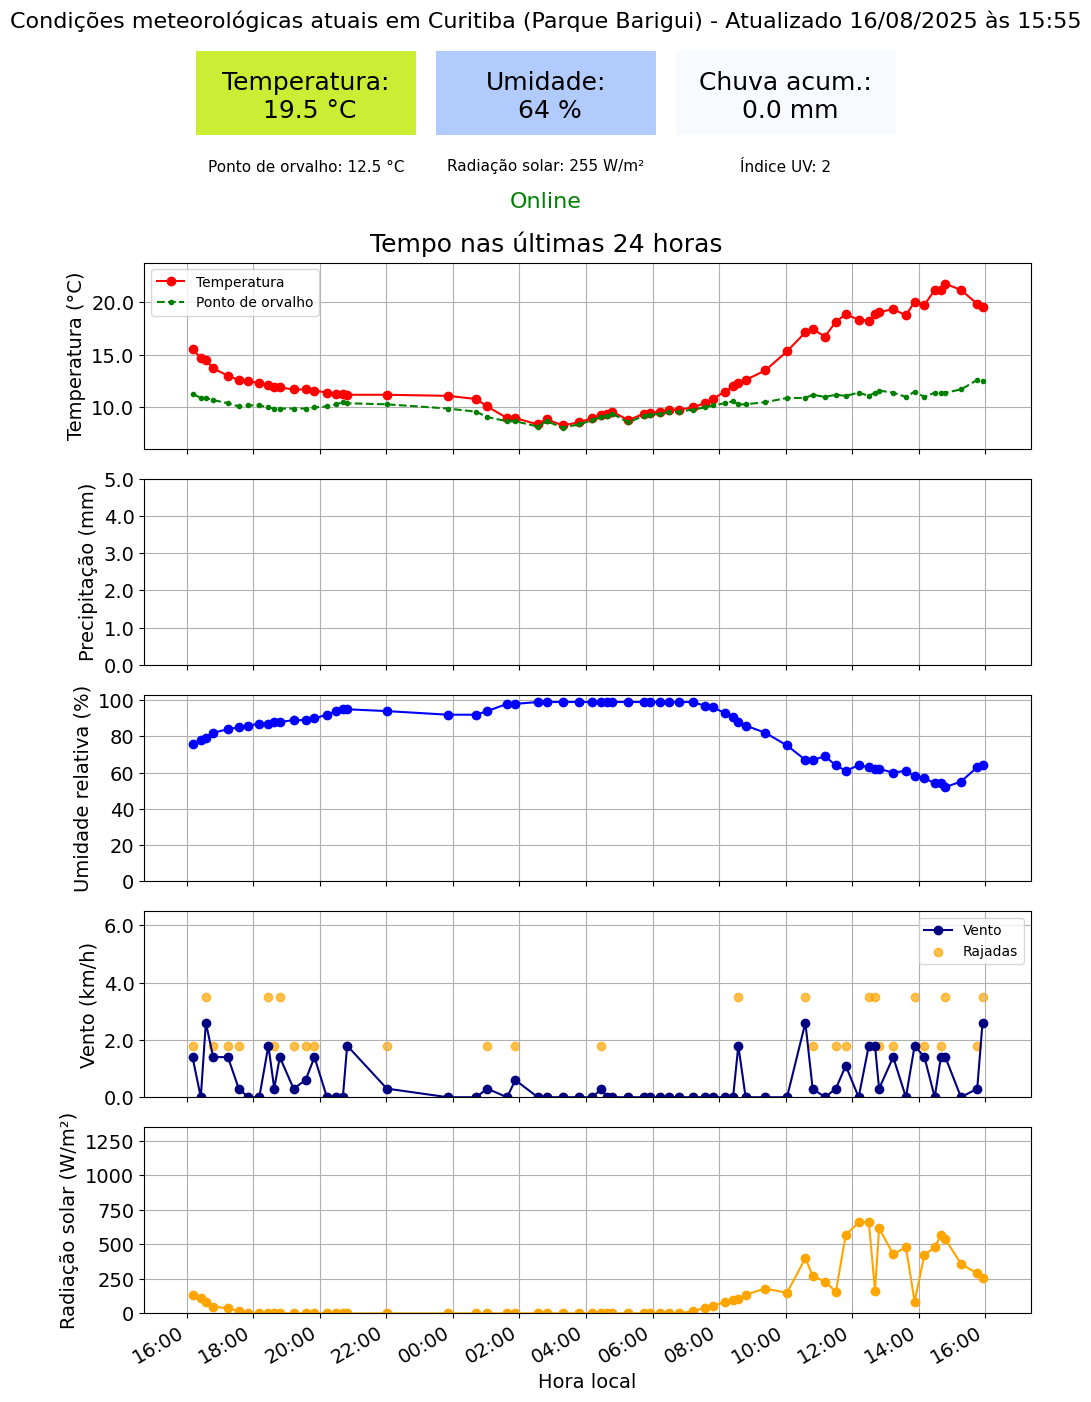 Condições meteorológicas atuais em Curitiba (Parque Barigui) - Atualizado 16/08/2025 às 15:55
Temperatura:
19.5 °C
Umidade:
64 %
Chuva acum.:
0.0 mm
Ponto de orvalho: 12.5 °C
Radiação solar: 255 W/m²
Índice UV: 2
Online
Tempo nas últimas 24 horas
Temperatura (°C)
20.0
15.0
10.0
Temperatura
Ponto de orvalho
Precipitação (mm)
5.0
4.0
3.0
2.0
1.0
0.0
Umidade relativa (%)
100
80
60
40
20
0
Vento (km/h)
6.0
4.0
2.0
0.0
Vento
Rajadas
Radiação solar (W/m²)
1250
1000
750
500
250
0
16:00 18:00 20:00 22:00 00:00 02:00 04:00 06:00 08:00 10:00 12:00 14:00 16:00
Hora local